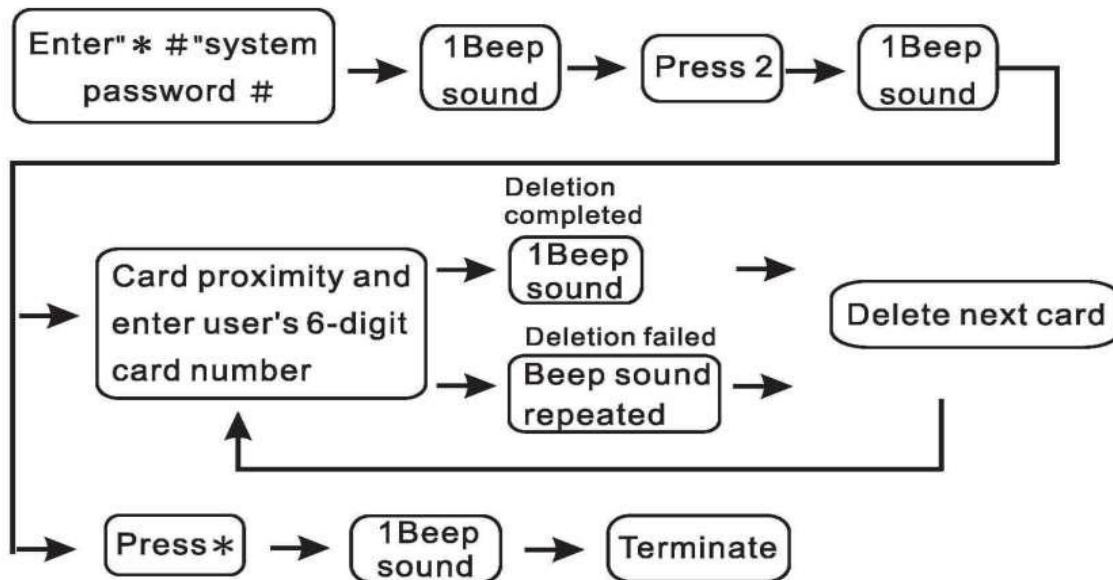 Enter"* #"system
password #
1Beep
sound
Press 2
1Beep
sound
Deletion
completed
1Beep
sound
Card proximity and
enter user's 6-digit
card number
Delete next card
Deletion failed
Beep sound
repeated
Press*
1Beep
sound
Terminate